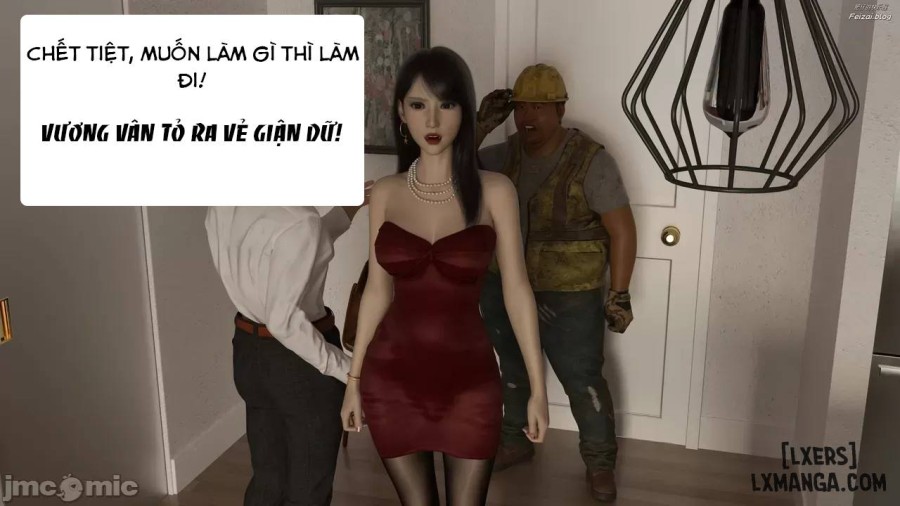 Feizai.blog
CHẾT TIỆT, MUỐN LÀM GÌ THÌ LÀM
ĐI!
VƯƠNG VÂN TỎ RA VẺ GIẬN DỮ!
[LXERS]
LXMANGA.COM
jmcomic